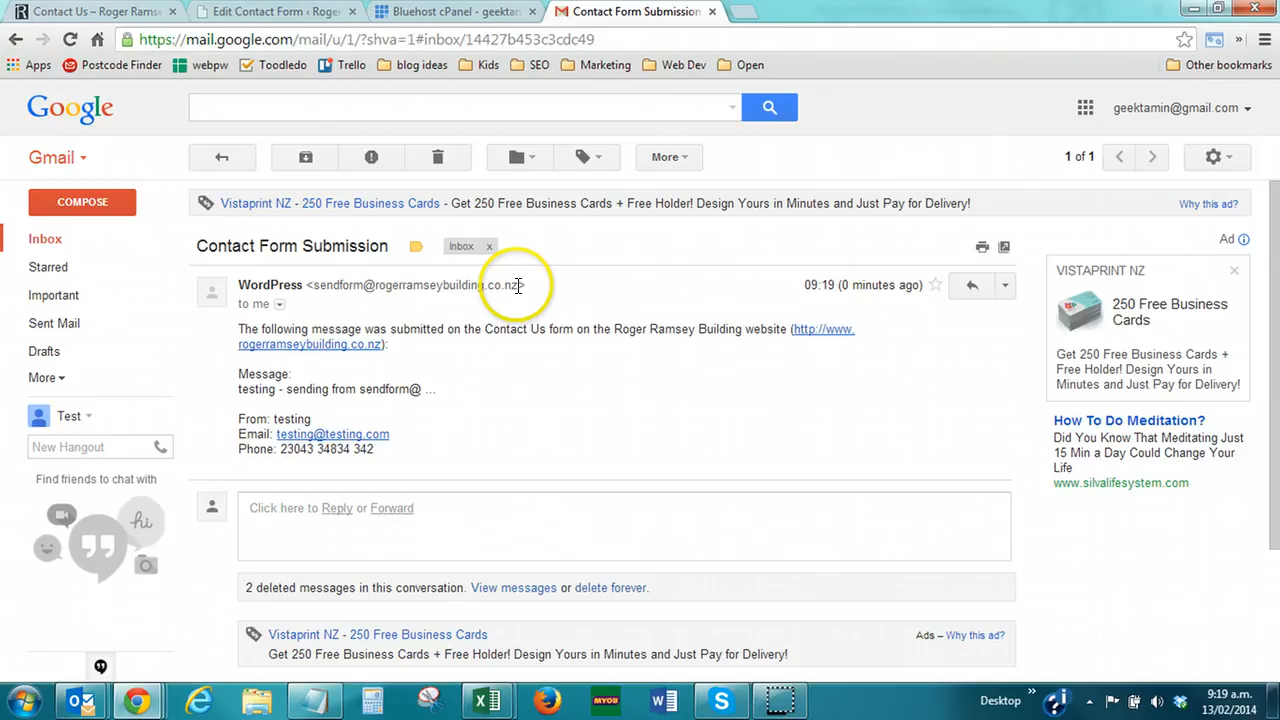 Contact Us – Roger Ramse
Edit Contact Form ‹ Roge
Bluehost cPanel - geektan
Contact Form Submission
https://mail.google.com/mail/u/1/?shva=1#inbox/14427b453c3cdc49
Apps Postcode Finder webpw Toodledo Trello blog ideas Kids SEO Marketing Web Dev Open Other bookmarks
Google
geektamin@gmail.com
Gmail
More
1 of 1
COMPOSE
Vistaprint NZ - 250 Free Business Cards - Get 250 Free Business Cards + Free Holder! Design Yours in Minutes and Just Pay for Delivery!
Why this ad?
Inbox
Starred
Important
Sent Mail
Drafts
More
Test
New Hangout
Find friends to chat with
hi
Contact Form Submission
Inbox x
WordPress <sendform@rogerramseybuilding.co.nz>
09:19 (0 minutes ago)
to me
The following message was submitted on the Contact Us form on the Roger Ramsey Building website (http://www.
rogerramseybuilding.co.nz):
Message:
testing - sending from sendform@ ...
From: testing
Email: testing@testing.com
Phone: 23043 34834 342
Click here to Reply or Forward
2 deleted messages in this conversation. View messages or delete forever.
Vistaprint NZ - 250 Free Business Cards
Ads – Why this ad?
Get 250 Free Business Cards + Free Holder! Design Yours in Minutes and Just Pay for Delivery!
Ad
VISTAPRINT NZ
250 Free Business
Cards
Get 250 Free Business Cards +
Free Holder! Design Yours in
Minutes and Just Pay for Delivery!
How To Do Meditation?
Did You Know That Meditating Just
15 Min a Day Could Change Your
Life
www.silvalifesystem.com
MYOB
Desktop
9:19 a.m.
13/02/2014